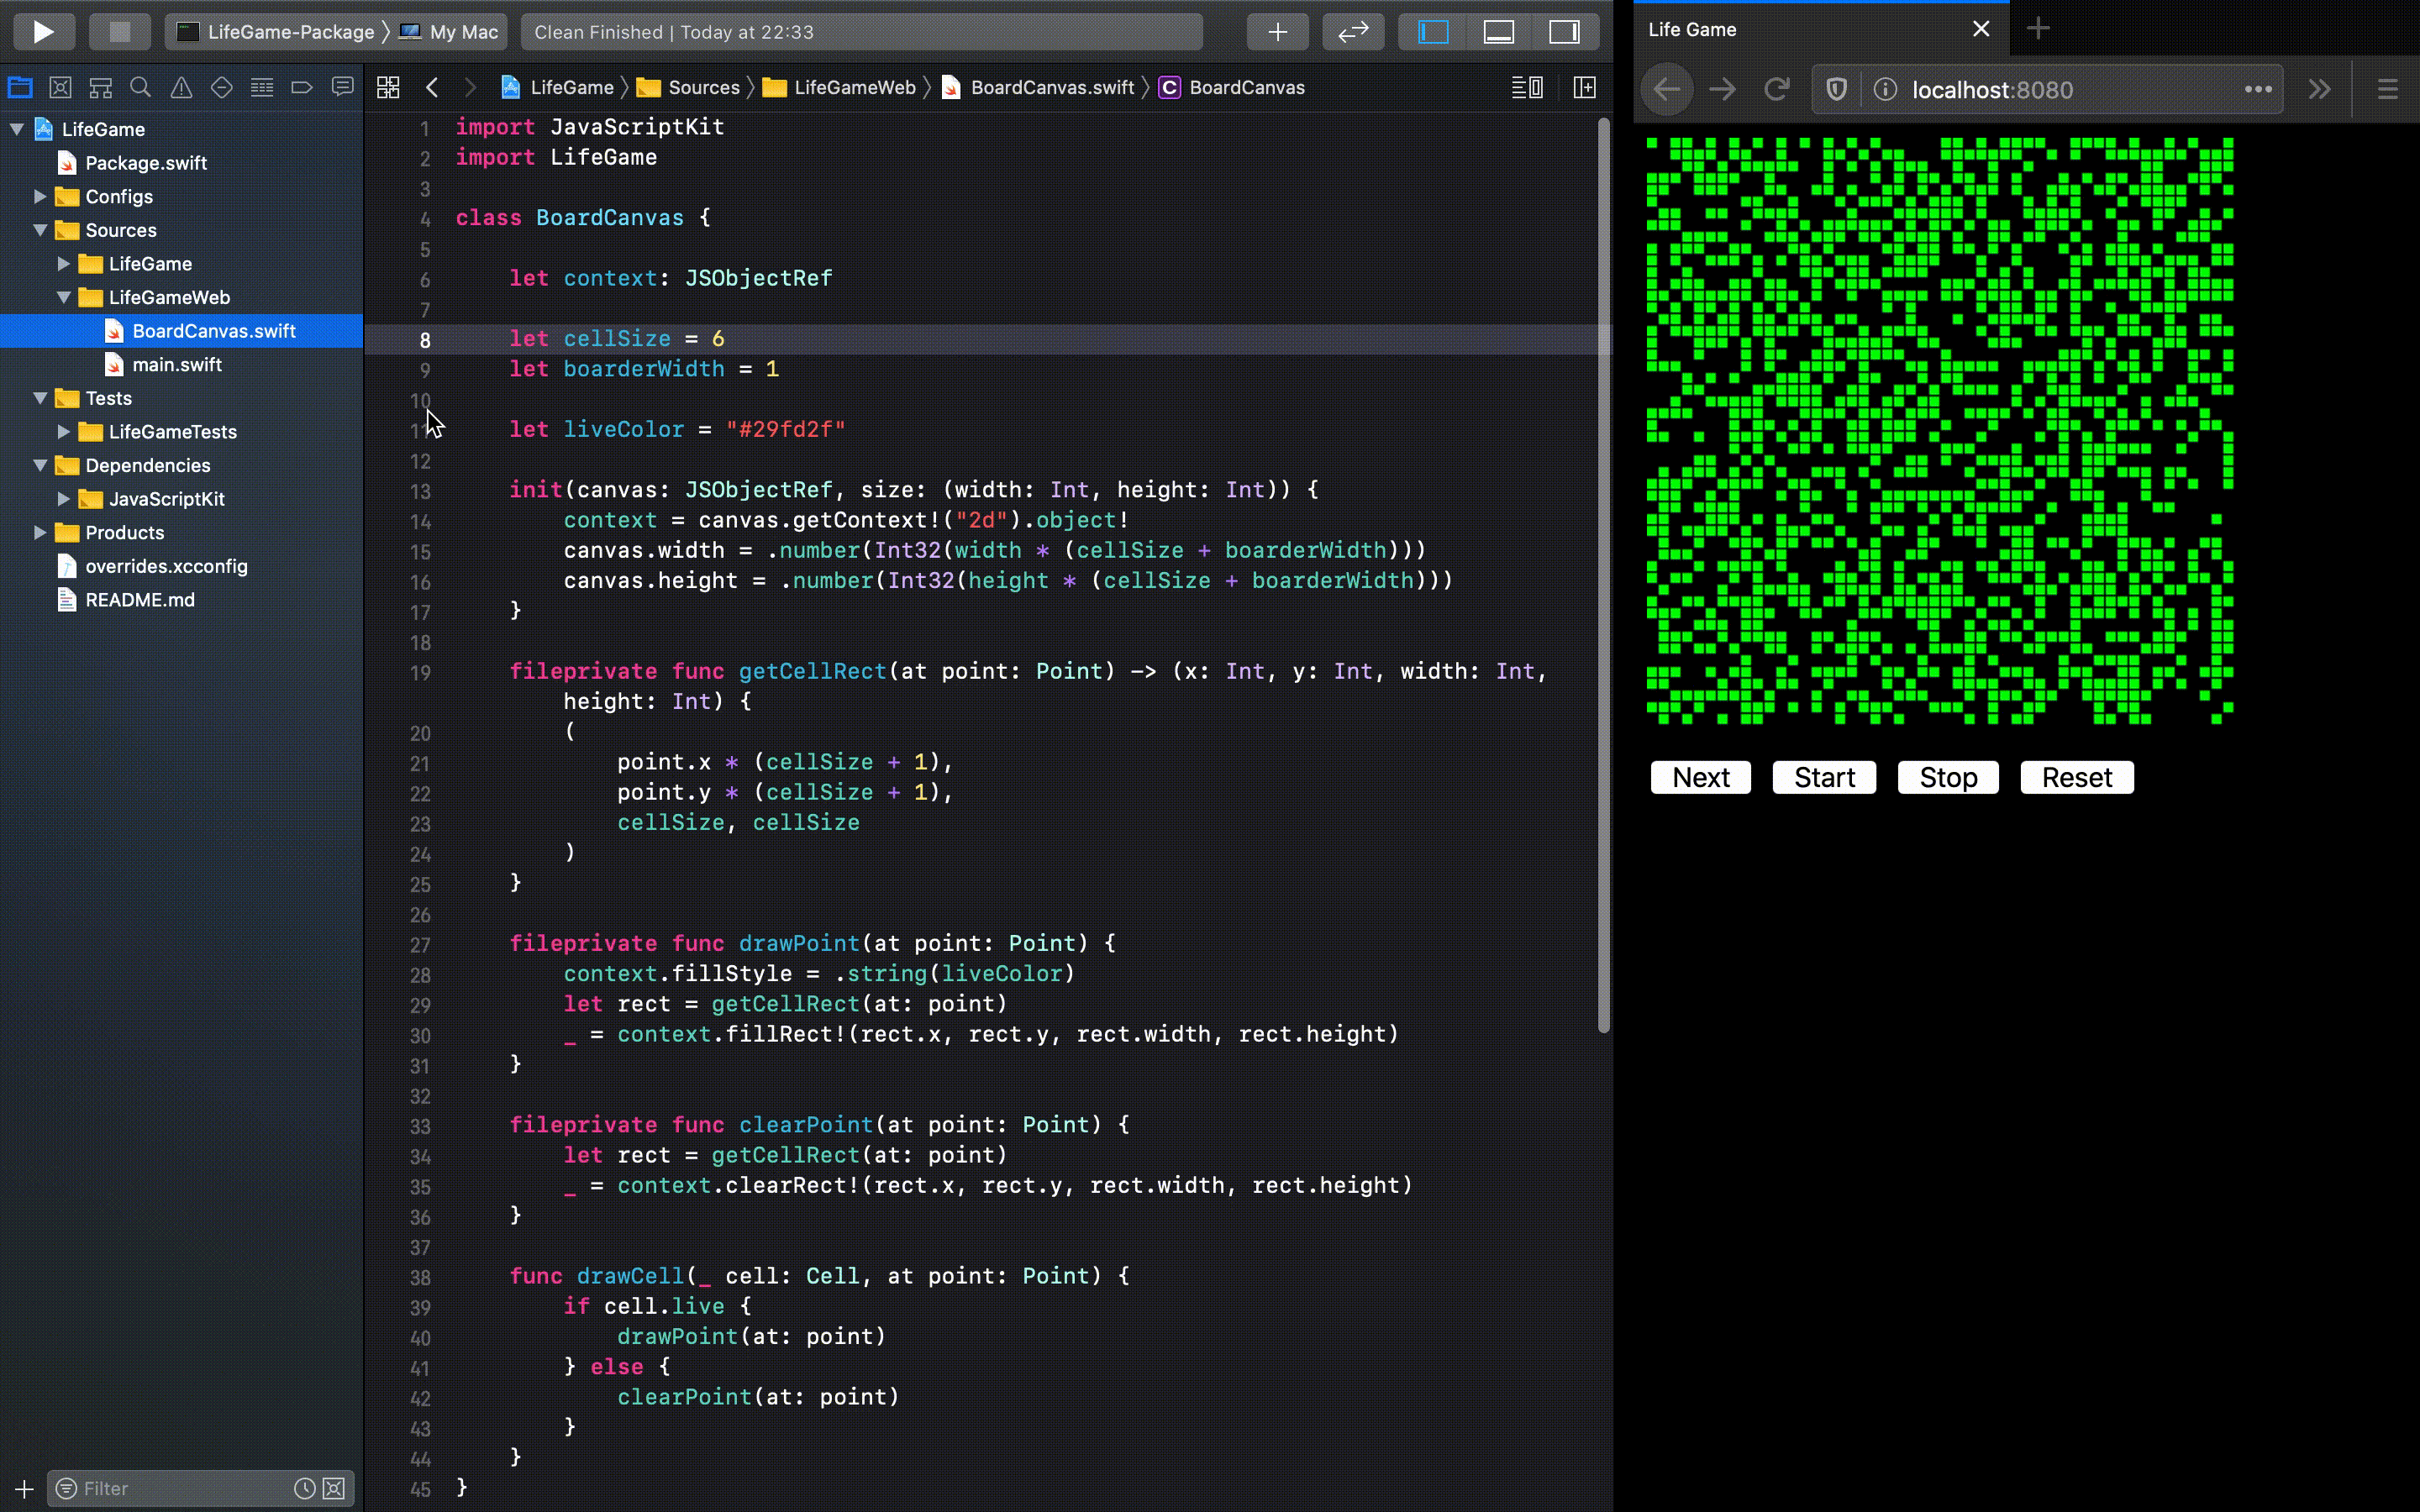 LifeGame-Package 〉 My Mac
Clean Finished | Today at 22:33
LifeGame 〉 Sources 〉 LifeGameWeb 〉 BoardCanvas.swift 〉 C BoardCanvas
LifeGame
Package.swift
Configs
Sources
LifeGame
LifeGameWeb
BoardCanvas.swift
main.swift
Tests
LifeGameTests
Dependencies
JavaScriptKit
Products
overrides.xcconfig
README.md
Filter
1 import JavaScriptKit
2 import LifeGame
3
4 class BoardCanvas {
5
6     let context: JSObjectRef
7
8     let cellSize = 6
9     let boarderWidth = 1
10
11     let liveColor = "#29fd2f"
12
13     init(canvas: JSObjectRef, size: (width: Int, height: Int)) {
14         context = canvas.getContext!("2d").object!
15         canvas.width = .number(Int32(width * (cellSize + boarderWidth)))
16         canvas.height = .number(Int32(height * (cellSize + boarderWidth)))
17     }
18
19     fileprivate func getCellRect(at point: Point) -> (x: Int, y: Int, width: Int,
        height: Int) {
20         (
21             point.x * (cellSize + 1),
22             point.y * (cellSize + 1),
23             cellSize, cellSize
24         )
25     }
26
27     fileprivate func drawPoint(at point: Point) {
28         context.fillStyle = .string(liveColor)
29         let rect = getCellRect(at: point)
30         _ = context.fillRect!(rect.x, rect.y, rect.width, rect.height)
31     }
32
33     fileprivate func clearPoint(at point: Point) {
34         let rect = getCellRect(at: point)
35         _ = context.clearRect!(rect.x, rect.y, rect.width, rect.height)
36     }
37
38     func drawCell(_ cell: Cell, at point: Point) {
39         if cell.live {
40             drawPoint(at: point)
41         } else {
42             clearPoint(at: point)
43         }
44     }
45 }
Life Game
localhost:8080
Next Start Stop Reset